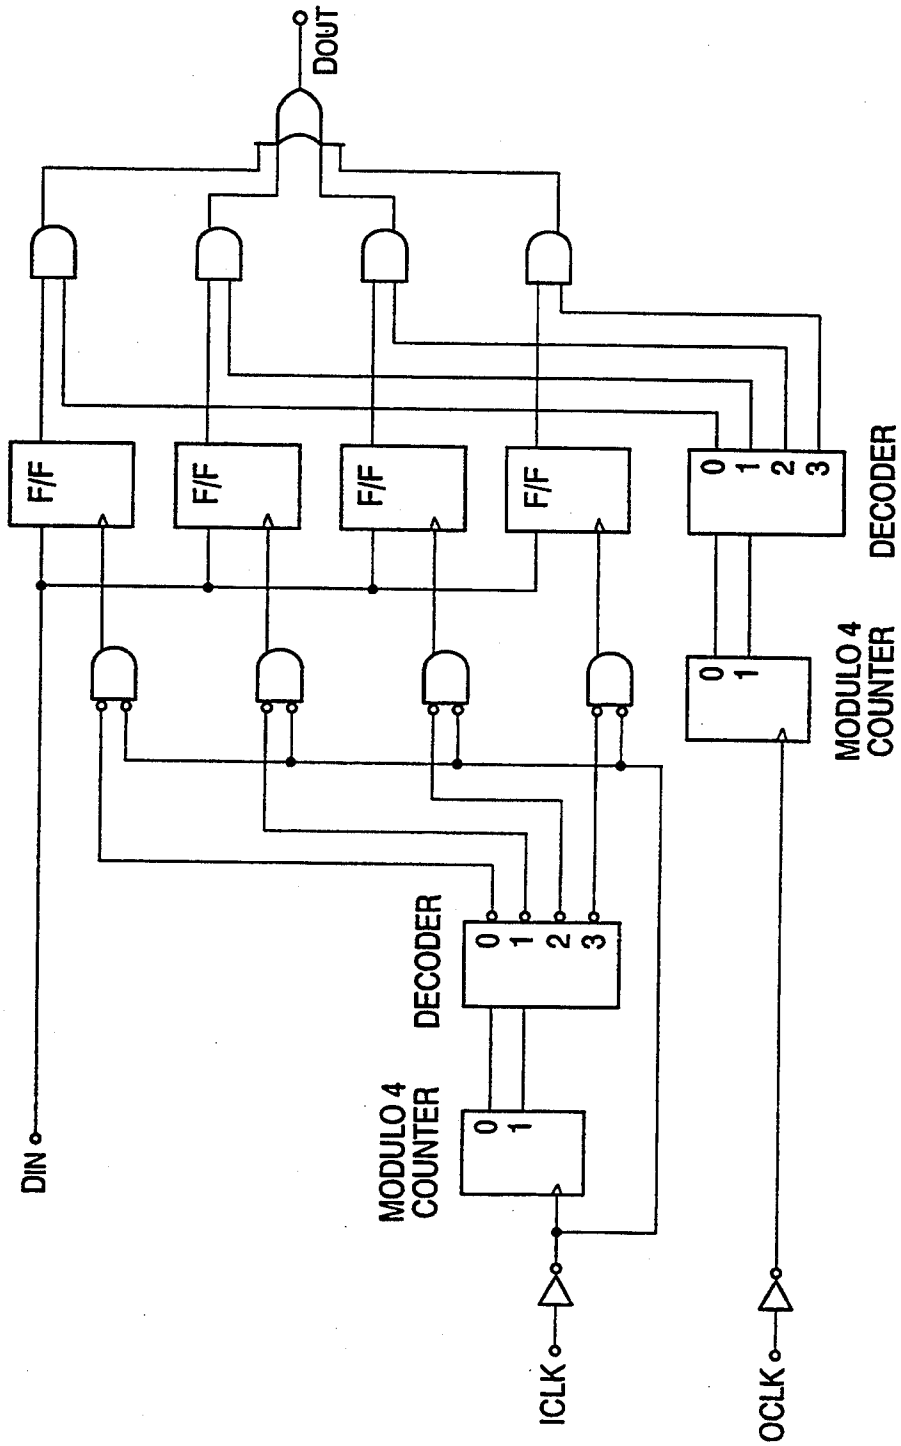 DIN
DOUT
F/F
F/F
F/F
F/F
MODULO 4
COUNTER
0
1
DECODER
0
1
2
3
ICLK
MODULO 4
COUNTER
0
1
DECODER
0
1
2
3
OCLK